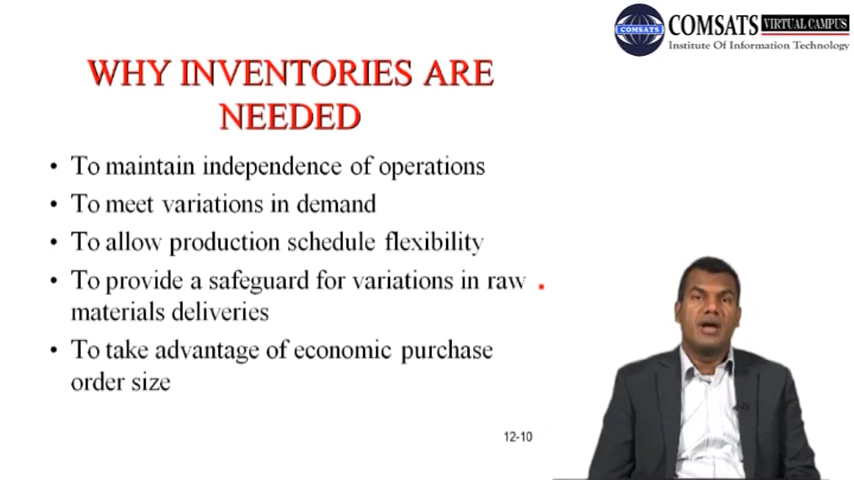 COMSATS VIRTUAL CAMPUS
COMSATS
Institute Of Information Technology
WHY INVENTORIES ARE
NEEDED
• To maintain independence of operations
• To meet variations in demand
• To allow production schedule flexibility
• To provide a safeguard for variations in raw
materials deliveries
• To take advantage of economic purchase
order size
12-10